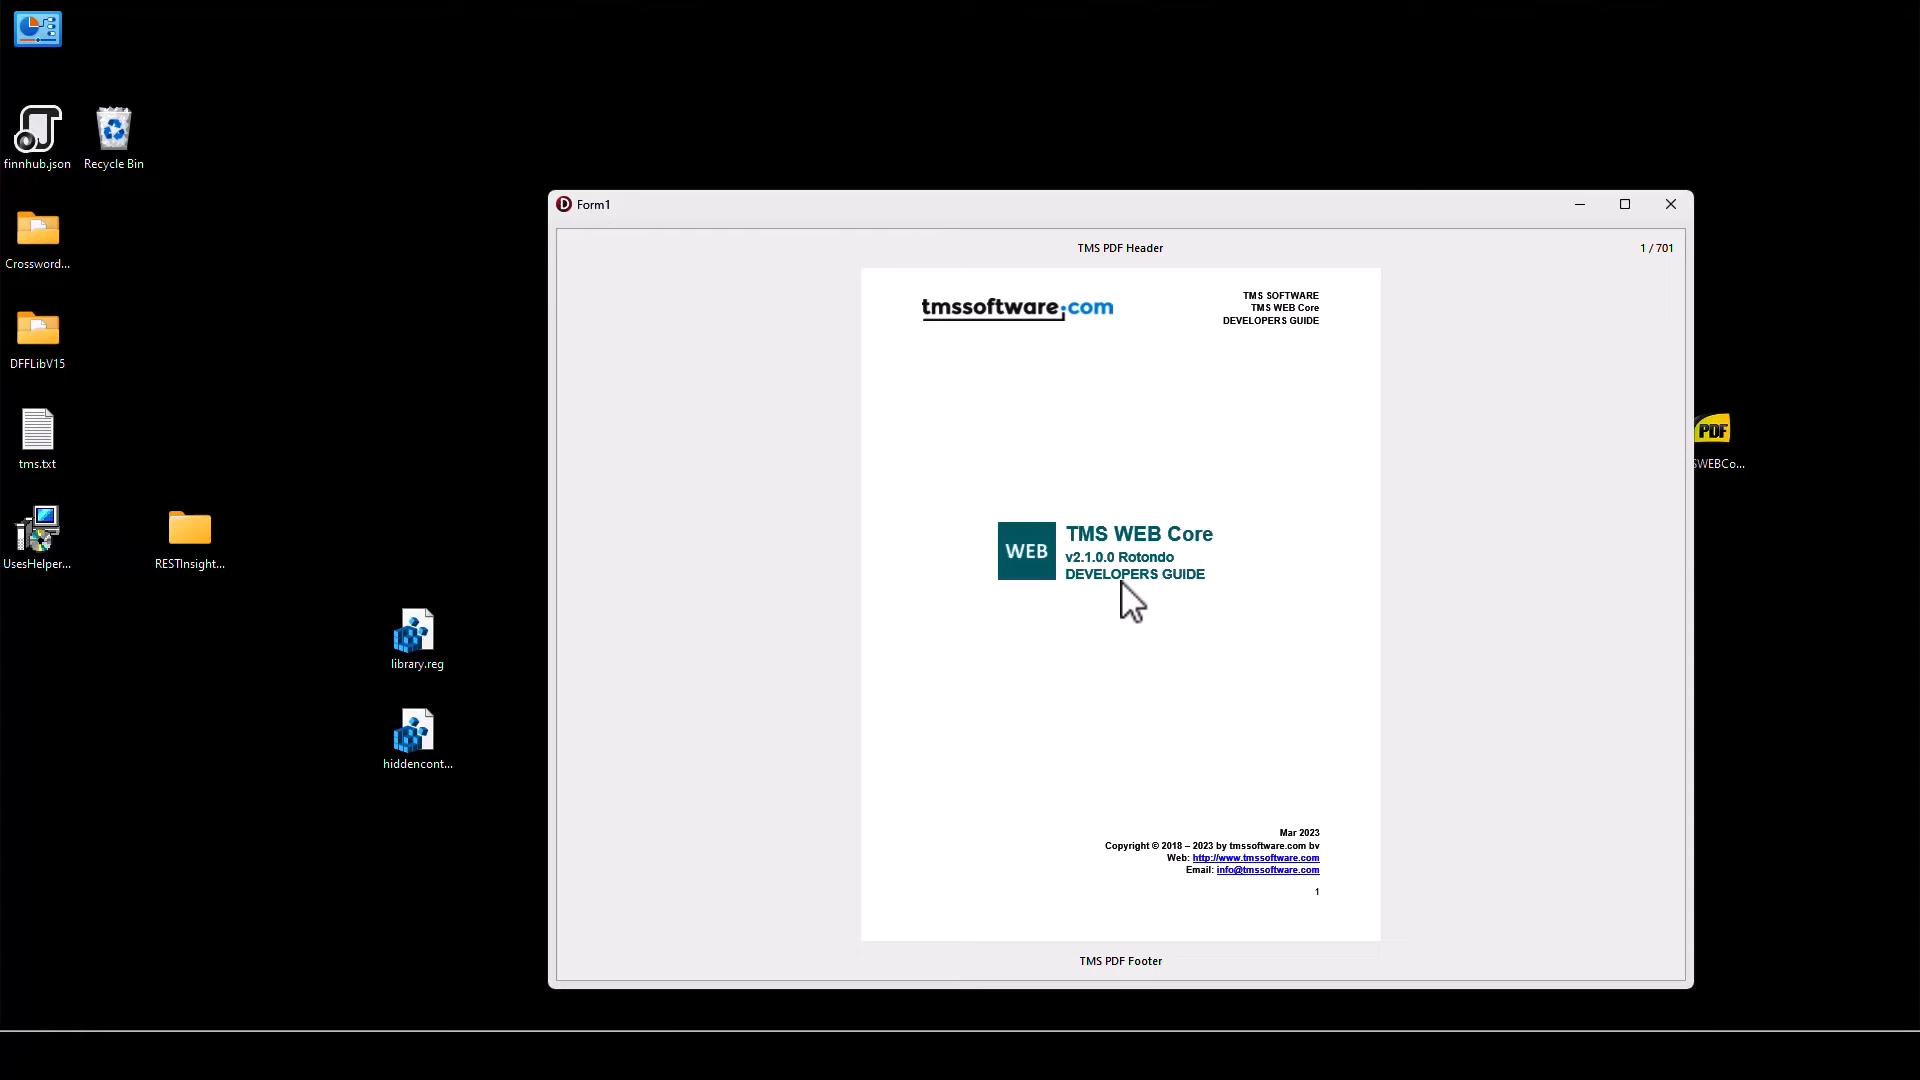 finnhub.json
Recycle Bin
Crossword...
DFFLibV15
tms.txt
UsesHelper...
RESTInsight...
library.reg
hiddencont...
Form1
TMS PDF Header
1 / 701
tmssoftware.com
TMS SOFTWARE
TMS WEB Core
DEVELOPERS GUIDE
WEB
TMS WEB Core
v2.1.0.0 Rotondo
DEVELOPERS GUIDE
Mar 2023
Copyright © 2018 – 2023 by tmssoftware.com bv
Web: http://www.tmssoftware.com
Email: info@tmssoftware.com
1
TMS PDF Footer
PDF
SWEBCo...